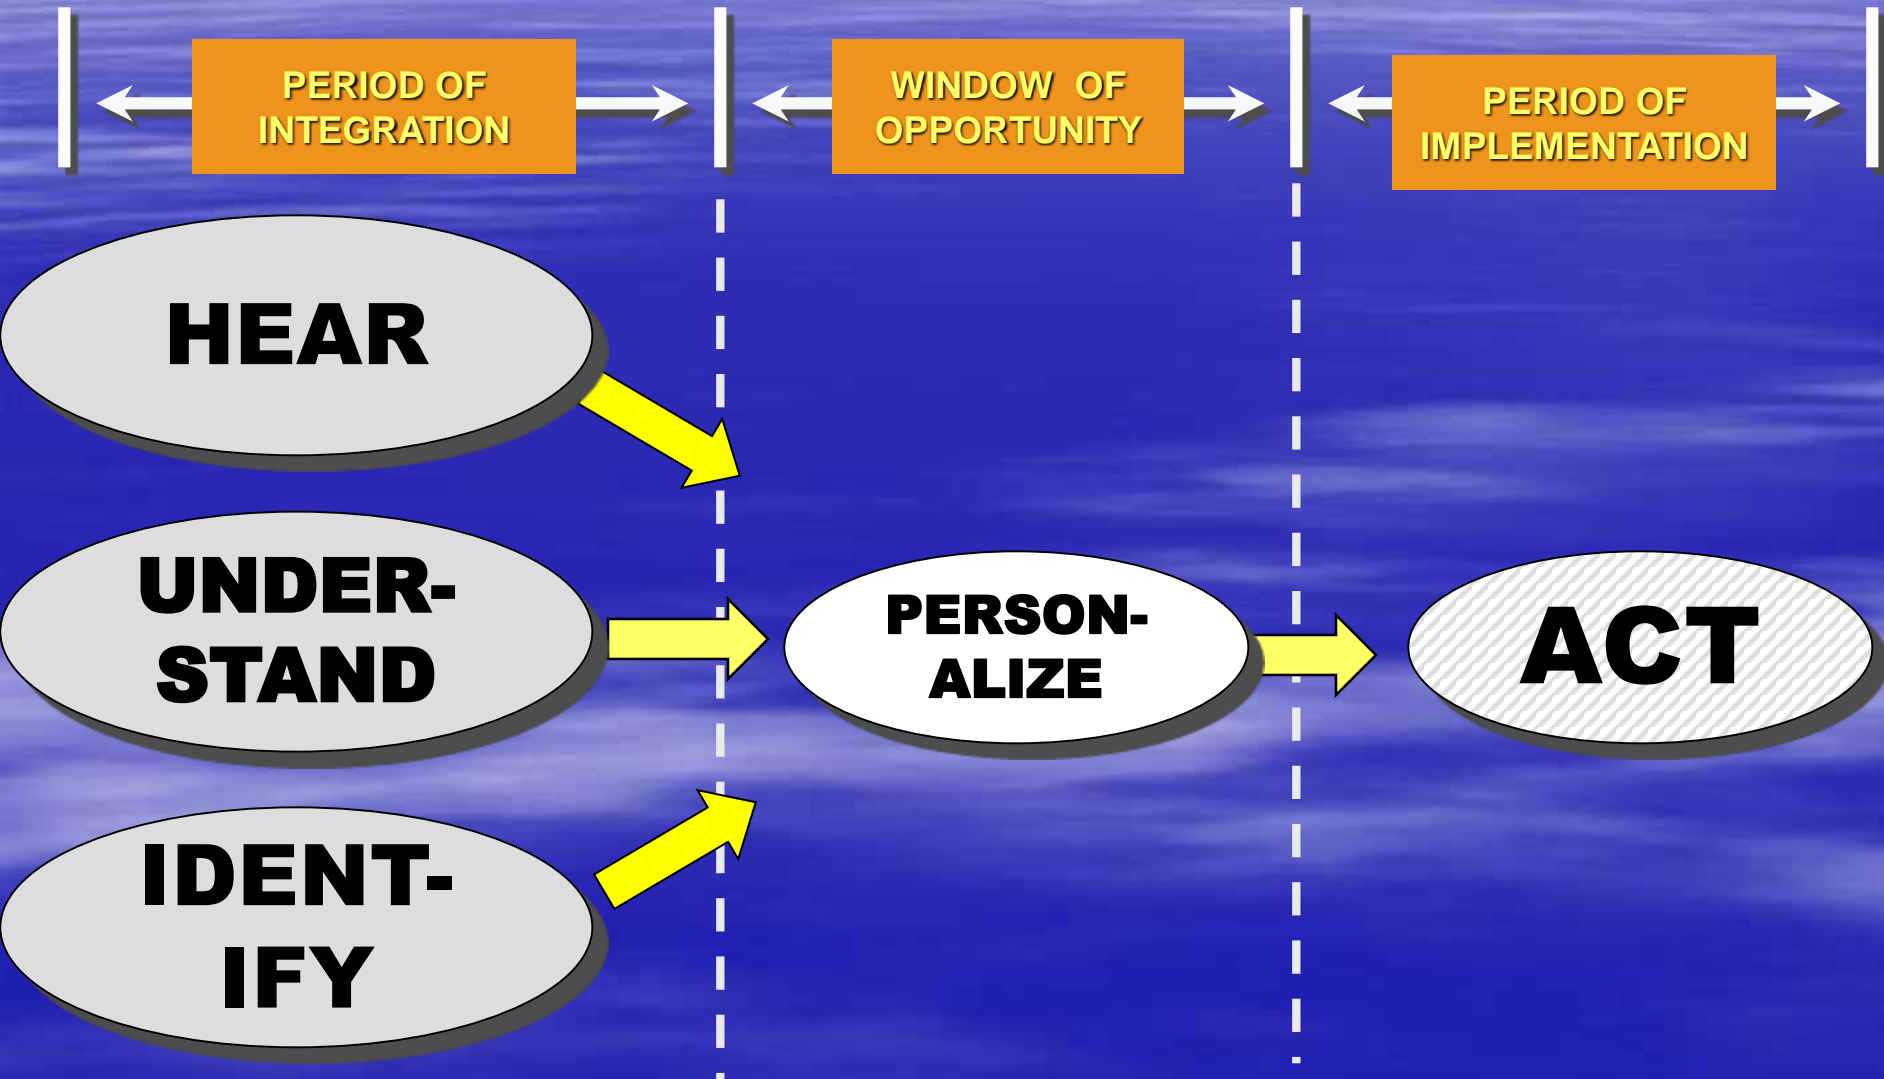 PERIOD OF
INTEGRATION
WINDOW OF
OPPORTUNITY
PERIOD OF
IMPLEMENTATION
HEAR
UNDER-
STAND
IDENT-
IFY
PERSON-
ALIZE
ACT